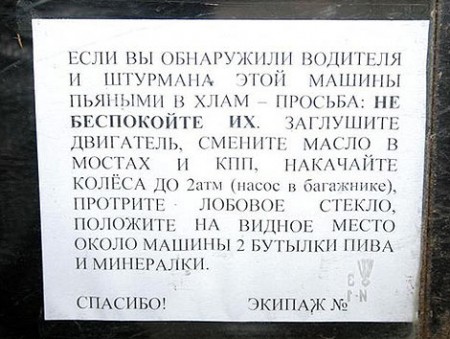 ЕСЛИ ВЫ ОБНАРУЖИЛИ ВОДИТЕЛЯ
И ШТУРМАНА ЭТОЙ МАШИНЫ
ПЬЯНЫМИ В ХЛАМ – ПРОСЬБА: НЕ
БЕСПОКОЙТЕ ИХ. ЗАГЛУШИТЕ
ДВИГАТЕЛЬ, СМЕНИТЕ МАСЛО В
МОСТАХ И КПП, НАКАЧАЙТЕ
КОЛЁСА ДО 2атм (насос в багажнике),
ПРОТРИТЕ ЛОБОВОЕ СТЕКЛО,
ПОЛОЖИТЕ НА ВИДНОЕ МЕСТО
ОКОЛО МАШИНЫ 2 БУТЫЛКИ ПИВА
И МИНЕРАЛКИ.
СПАСИБО! ЭКИПАЖ №